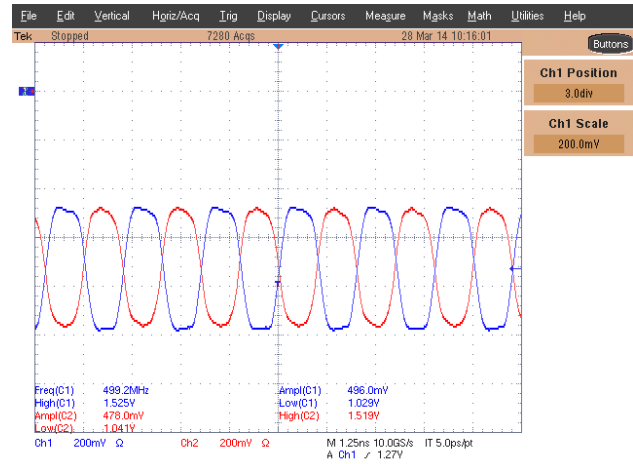 File Edit Vertical Horiz/Acq Trig Display Cursors Measure Masks Math Utilities Help
Tek Stopped 7280 Acqs 28 Mar 14 10:16:01
Buttons
Ch1 Position
3.0div
Ch1 Scale
200.0mV
Freq(C1) 499.2MHz Ampl(C1) 496.0mV
High(C1) 1.525V Low(C1) 1.029V
Ampl(C2) 478.0mV High(C2) 1.519V
Low(C2) 1.041V
Ch1 200mV Ω Ch2 200mV Ω M 1.25ns 10.0GS/s IT 5.0ps/pt
A Ch1 ∕ 1.27V